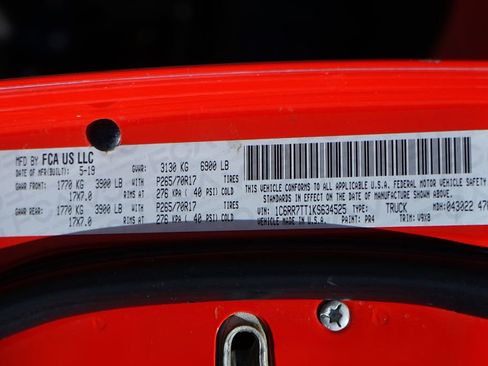 MFD BY FCA US LLC GVWR: 3130 KG 6900 LB
DATE OF MFR(BUILT): 5-19 P265/70R17 TIRES
GAWR FRONT: 1770 KG 3900 LB WITH 276 KPA ( 40 PSI) COLD
17X7.0 RIMS AT
GAWR REAR: 1770 KG 3900 LB WITH P265/70R17 TIRES
17X7.0 RIMS AT 276 KPA ( 40 PSI) COLD
THIS VEHICLE CONFORMS TO ALL APPLICABLE U.S.A. FEDERAL MOTOR VEHICLE SAFETY
STANDARDS IN EFFECT ON THE DATE OF MANUFACTURE SHOWN ABOVE.
VIN: 1C6RR7TT1KS634525 TYPE: TRUCK MDH: 043022 470
VEHICLE MADE IN U.S.A. PAINT: PR4 TRIM: V9X8